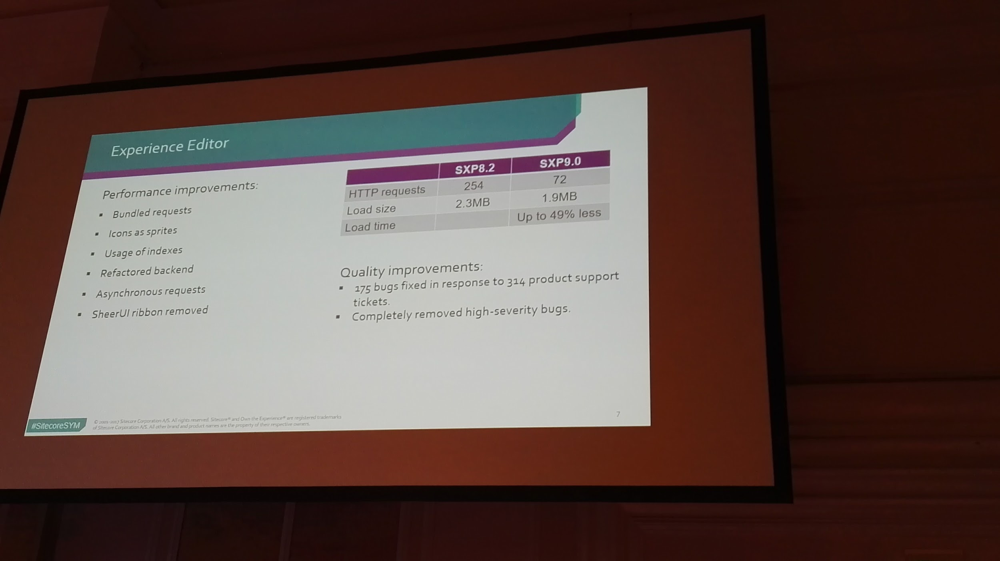 Experience Editor
Performance improvements:
▪ Bundled requests
▪ Icons as sprites
▪ Usage of indexes
▪ Refactored backend
▪ Asynchronous requests
▪ SheerUI ribbon removed
SXP8.2 SXP9.0
HTTP requests 254 72
Load size 2.3MB 1.9MB
Load time Up to 49% less
Quality improvements:
▪ 175 bugs fixed in response to 314 product support
tickets.
▪ Completely removed high-severity bugs.
#SitecoreSYM
© 2001-2017 Sitecore Corporation A/S. All rights reserved. Sitecore® and Own the Experience® are registered trademarks
of Sitecore Corporation A/S. All other brand and product names are the property of their respective owners.
7